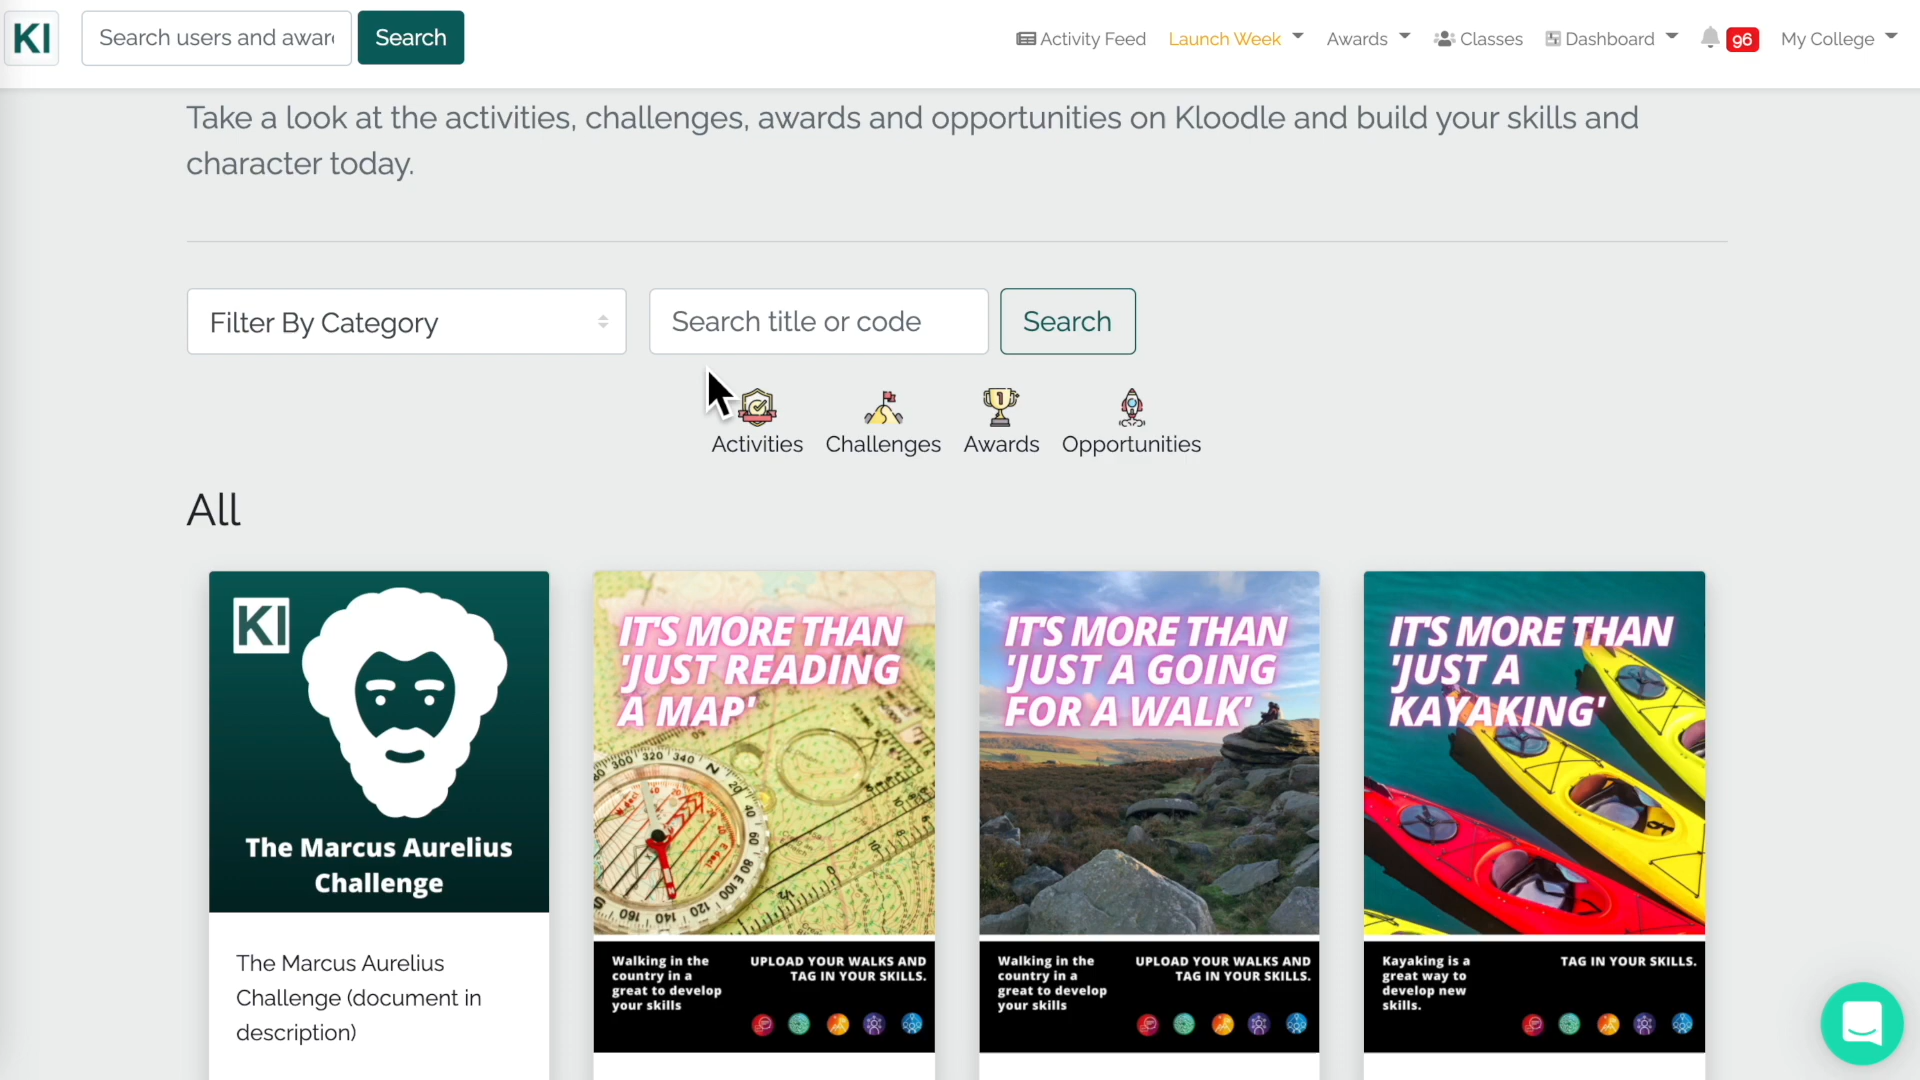 KI
Search users and awar
Search
Activity Feed
Launch Week
Awards
Classes
Dashboard
96
My College
Take a look at the activities, challenges, awards and opportunities on Kloodle and build your skills and
character today.
Filter By Category
Search title or code
Search
Activities
Challenges
Awards
Opportunities
All
KI
The Marcus Aurelius
Challenge
The Marcus Aurelius
Challenge (document in
description)
IT'S MORE THAN
'JUST READING
A MAP'
Walking in the
country in a
great to develop
your skills
UPLOAD YOUR WALKS AND
TAG IN YOUR SKILLS.
IT'S MORE THAN
'JUST A GOING
FOR A WALK'
Walking in the
country in a
great to develop
your skills
UPLOAD YOUR WALKS AND
TAG IN YOUR SKILLS.
IT'S MORE THAN
'JUST A
KAYAKING'
Kayaking is a
great way to
develop new
skills.
TAG IN YOUR SKILLS.